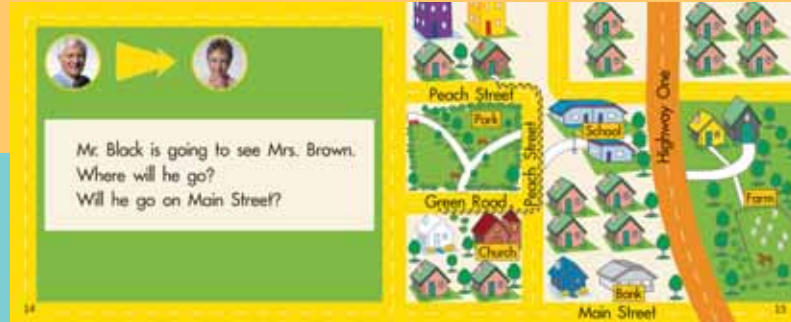 Mr. Black is going to see Mrs. Brown.
Where will he go?
Will he go on Main Street?
14
Peach Street
Park
Peach Street
School
Highway One
Green Road
Church
Farm
Bank
Main Street
15